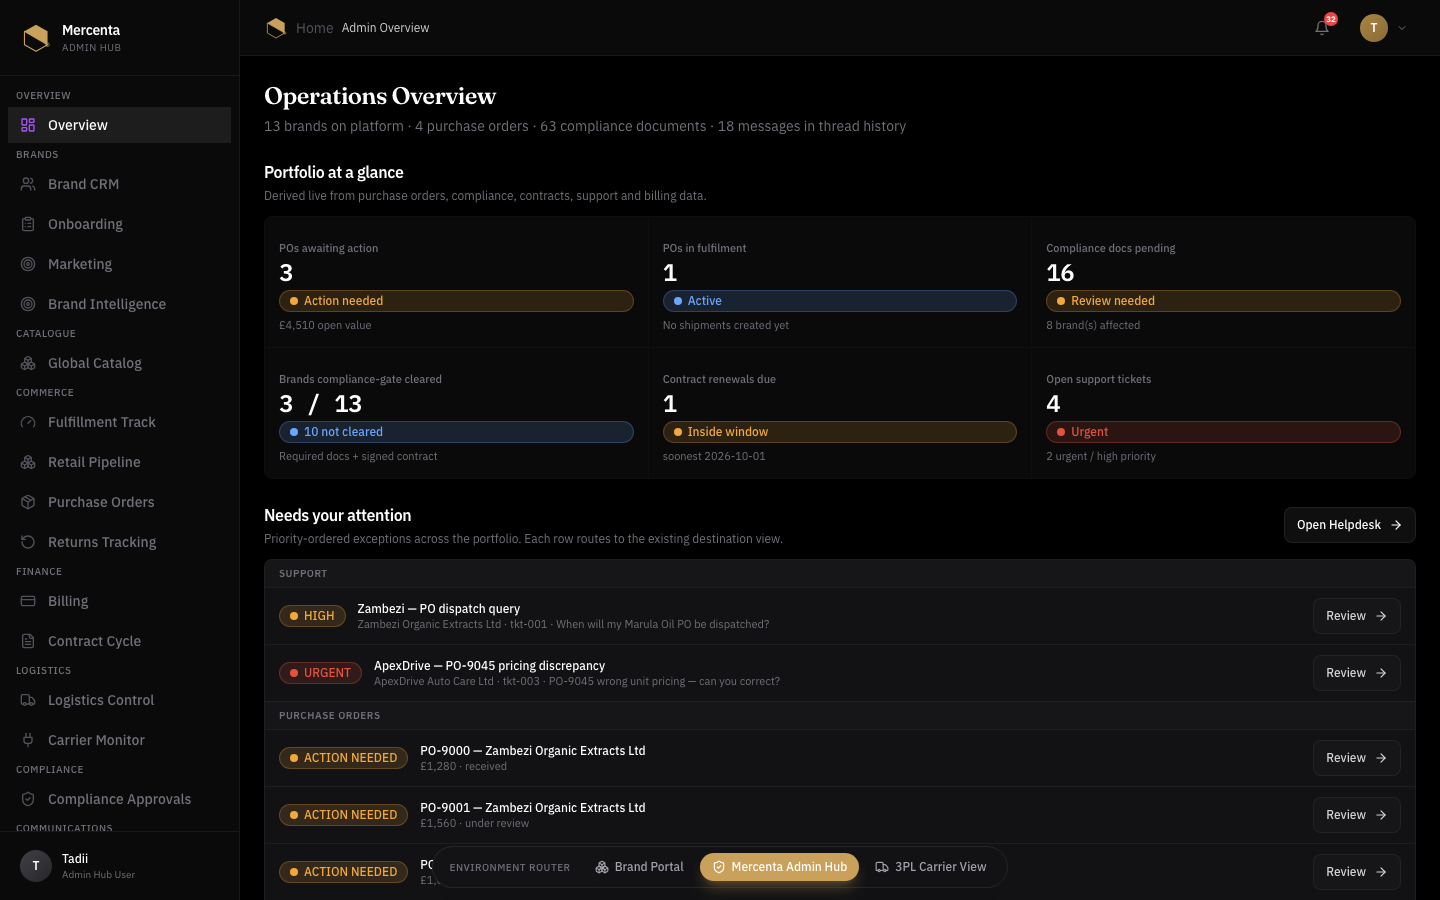 Mercenta
ADMIN HUB
OVERVIEW
Overview
BRANDS
Brand CRM
Onboarding
Marketing
Brand Intelligence
CATALOGUE
Global Catalog
COMMERCE
Fulfillment Track
Retail Pipeline
Purchase Orders
Returns Tracking
FINANCE
Billing
Contract Cycle
LOGISTICS
Logistics Control
Carrier Monitor
COMPLIANCE
Compliance Approvals
COMMUNICATIONS
T
Tadii
Admin Hub User
Home Admin Overview
32
T
Operations Overview
13 brands on platform · 4 purchase orders · 63 compliance documents · 18 messages in thread history
Portfolio at a glance
Derived live from purchase orders, compliance, contracts, support and billing data.
POs awaiting action
3
Action needed
£4,510 open value
POs in fulfilment
1
Active
No shipments created yet
Compliance docs pending
16
Review needed
8 brand(s) affected
Brands compliance-gate cleared
3 / 13
10 not cleared
Required docs + signed contract
Contract renewals due
1
Inside window
soonest 2026-10-01
Open support tickets
4
Urgent
2 urgent / high priority
Needs your attention
Priority-ordered exceptions across the portfolio. Each row routes to the existing destination view.
Open Helpdesk
SUPPORT
HIGH
Zambezi — PO dispatch query
Zambezi Organic Extracts Ltd · tkt-001 · When will my Marula Oil PO be dispatched?
Review
URGENT
ApexDrive — PO-9045 pricing discrepancy
ApexDrive Auto Care Ltd · tkt-003 · PO-9045 wrong unit pricing — can you correct?
Review
PURCHASE ORDERS
ACTION NEEDED
PO-9000 — Zambezi Organic Extracts Ltd
£1,280 · received
Review
ACTION NEEDED
PO-9001 — Zambezi Organic Extracts Ltd
£1,560 · under review
Review
ACTION NEEDED
Review
ENVIRONMENT ROUTER
Brand Portal
Mercenta Admin Hub
3PL Carrier View